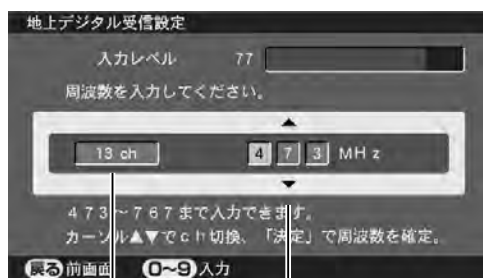 地上デジタル受信設定
入力レベル 77
周波数を入力してください。
▲
13 ch 4 7 3 MHz
▼
473～767まで入力できます。
カーソル▲▼でch切換、「決定」で周波数を確定。
戻る 前画面 0～9 入力